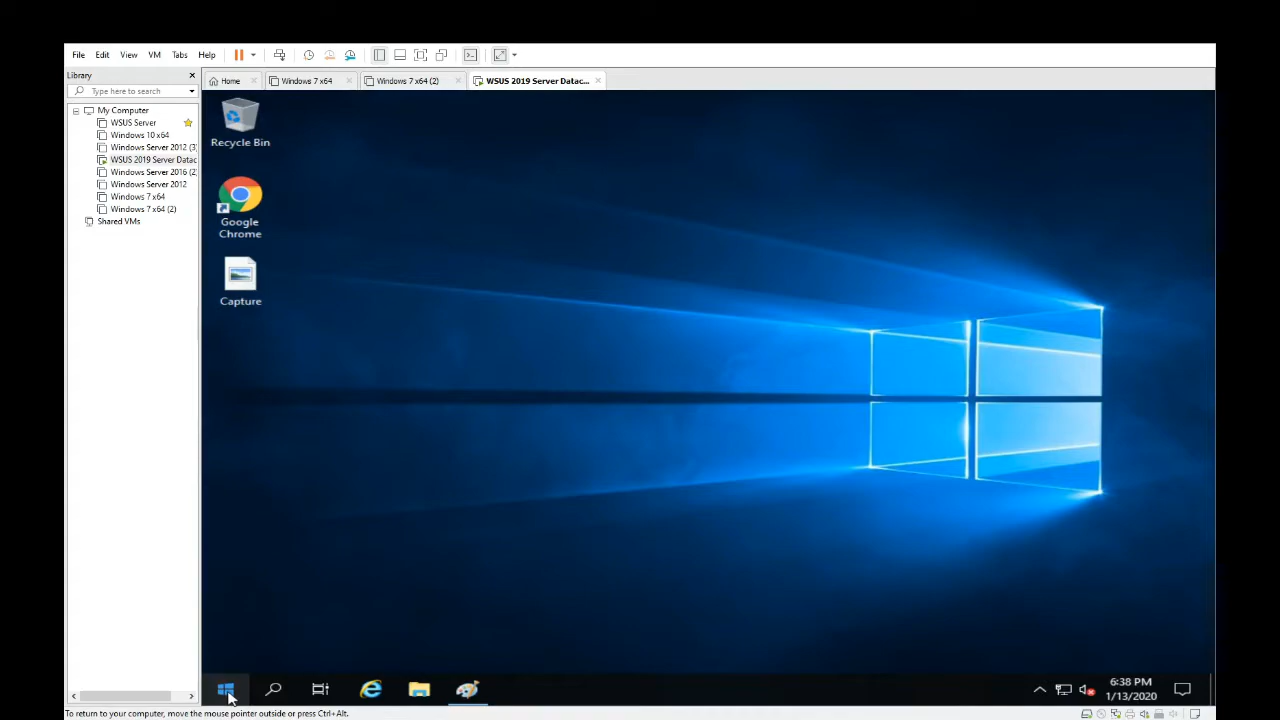 File Edit View VM Tabs Help
Library
Type here to search
Home
Windows 7 x64
Windows 7 x64 (2)
WSUS 2019 Server Datac...
My Computer
WSUS Server
Windows 10 x64
Windows Server 2012 (3)
WSUS 2019 Server Datac
Windows Server 2016 (2
Windows Server 2012
Windows 7 x64
Windows 7 x64 (2)
Shared VMs
Recycle Bin
Google
Chrome
Capture
6:38 PM
1/13/2020
To return to your computer, move the mouse pointer outside or press Ctrl+Alt.